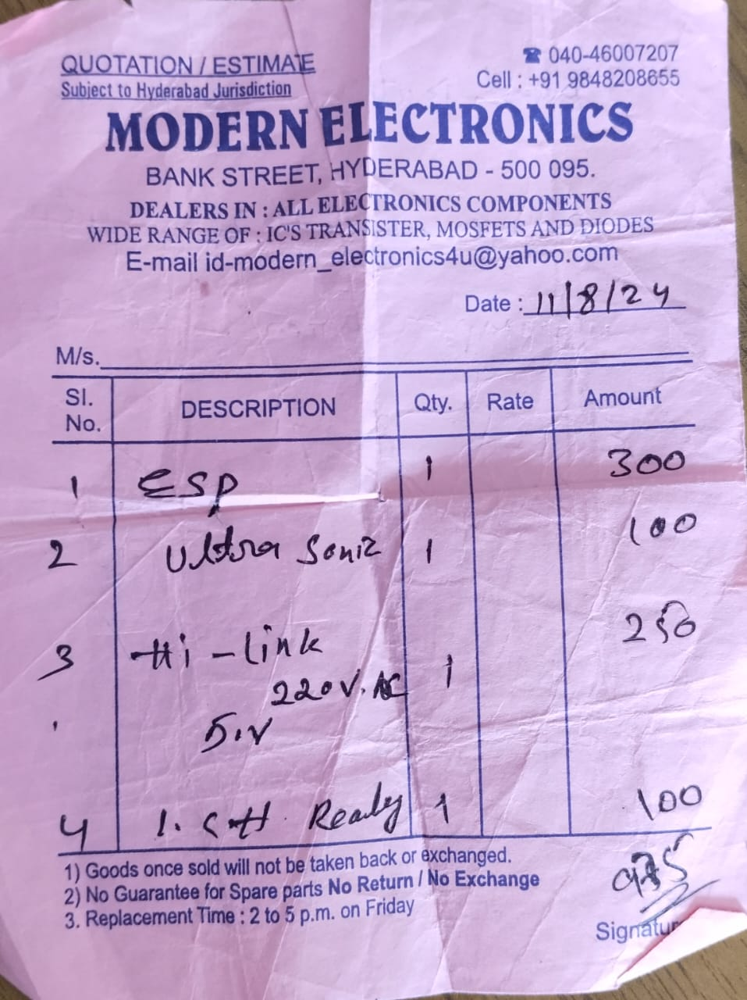 QUOTATION / ESTIMATE
☎ 040-46007207
Subject to Hyderabad Jurisdiction
Cell : +91 9848208655
MODERN ELECTRONICS
BANK STREET, HYDERABAD - 500 095.
DEALERS IN : ALL ELECTRONICS COMPONENTS
WIDE RANGE OF : IC'S TRANSISTER, MOSFETS AND DIODES
E-mail id-modern_electronics4u@yahoo.com
Date : 11/8/24
M/s.
Sl. No. DESCRIPTION Qty. Rate Amount
1 ESP 1 300
2 Ultra Sonic 1 100
3 Hi-link 1 250
220V. AC
5.V
4 1. CH Realy 1 100
1) Goods once sold will not be taken back or exchanged.
2) No Guarantee for Spare parts No Return / No Exchange
3. Replacement Time : 2 to 5 p.m. on Friday
Signatur